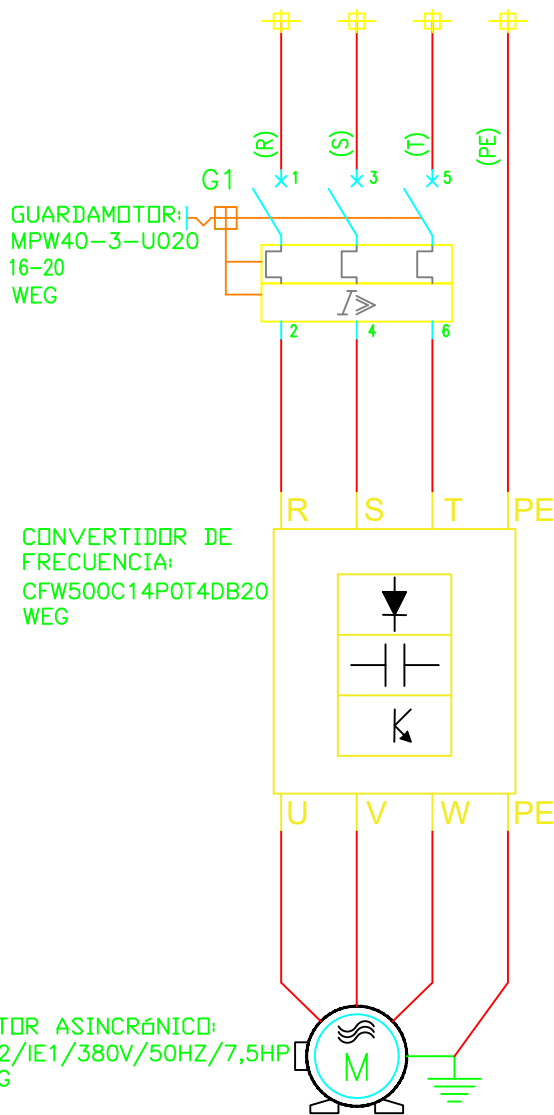 (R) (S) (T) (PE)
G1 1 3 5
GUARDAMOTOR:
MPW40-3-U020
16-20
WEG
I>>
2 4 6
R S T PE
CONVERTIDOR DE
FRECUENCIA:
CFW500C14P0T4DB20
WEG
U V W PE
TOR ASINCRóNICO:
2/IE1/380V/50HZ/7,5HP
G
M